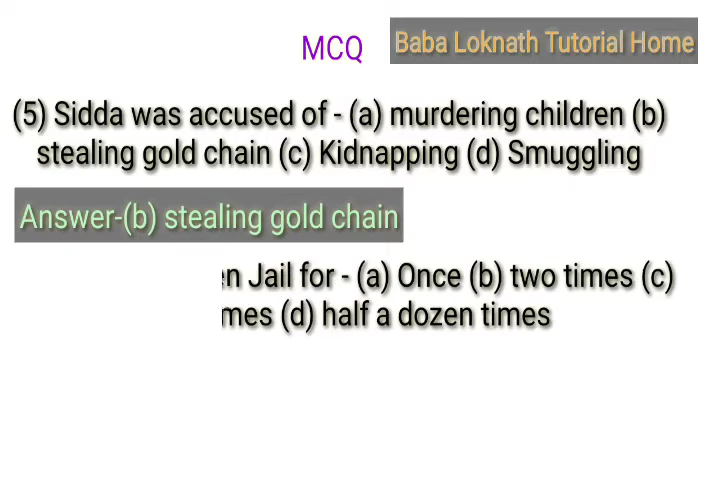 MCQ
Baba Loknath Tutorial Home
(5) Sidda was accused of - (a) murdering children (b)
stealing gold chain (c) Kidnapping (d) Smuggling
Answer-(b) stealing gold chain
Jail for - (a) Once (b) two times (c)
(d) half a dozen times